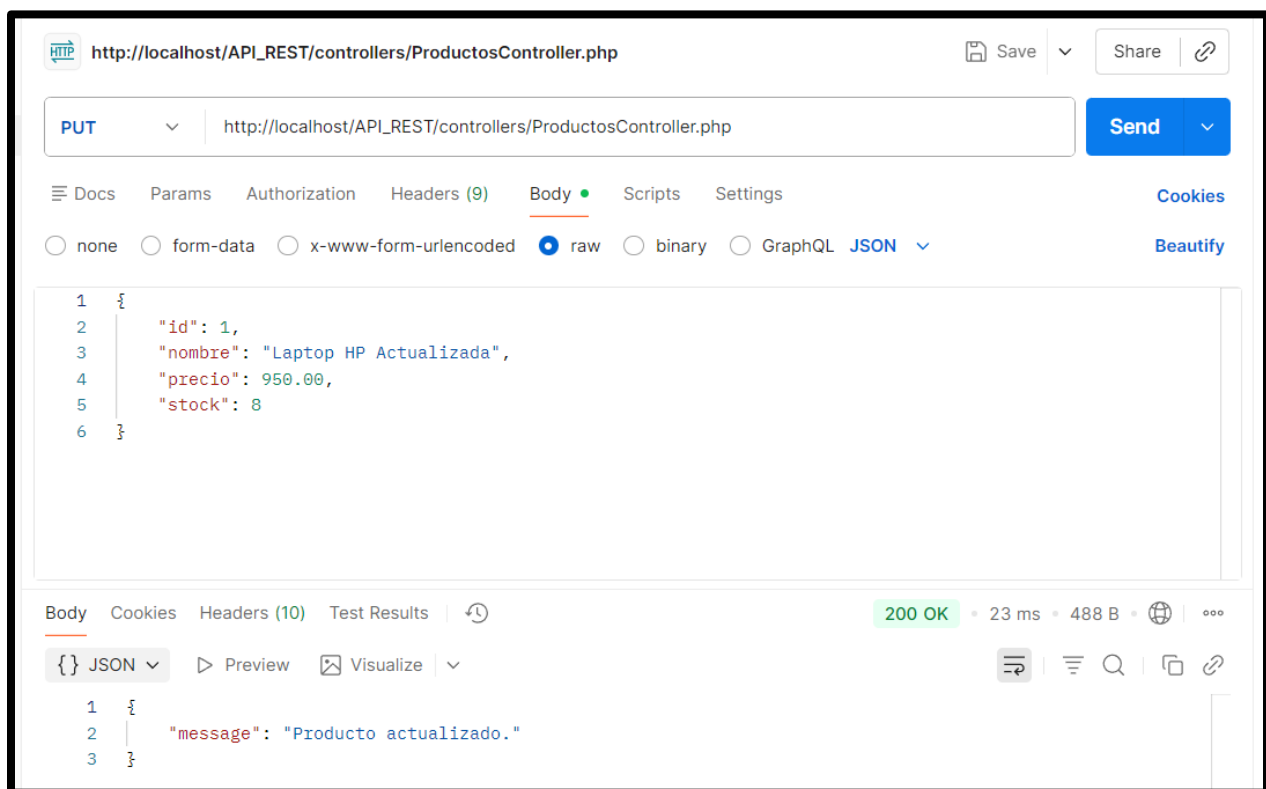 HTTP http://localhost/API_REST/controllers/ProductosController.php Save Share
PUT http://localhost/API_REST/controllers/ProductosController.php Send
Docs Params Authorization Headers (9) Body Scripts Settings Cookies
none form-data x-www-form-urlencoded raw binary GraphQL JSON Beautify
1 {
2 "id": 1,
3 "nombre": "Laptop HP Actualizada",
4 "precio": 950.00,
5 "stock": 8
6 }
Body Cookies Headers (10) Test Results 200 OK • 23 ms • 488 B
{} JSON Preview Visualize
1 {
2 "message": "Producto actualizado."
3 }